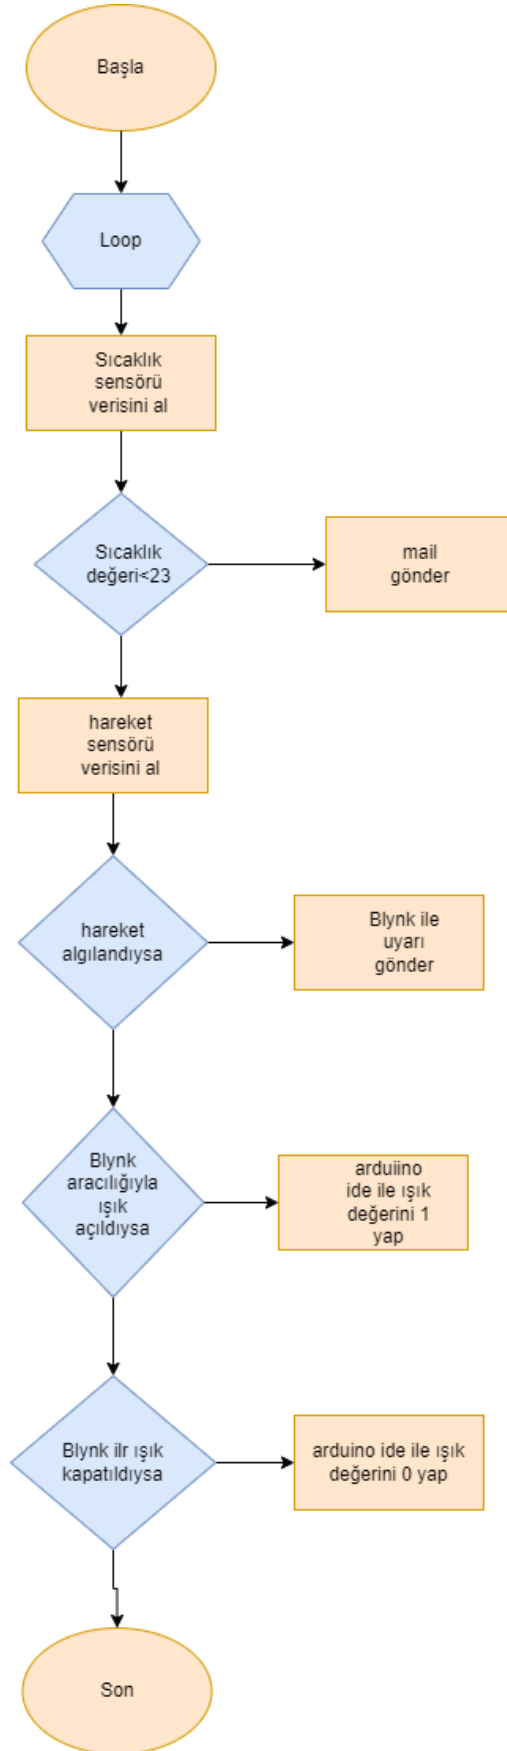 Başla
Loop
Sıcaklık
sensörü
verisini al
Sıcaklık
değeri<23
mail
gönder
hareket
sensörü
verisini al
hareket
algılandıysa
Blynk ile
uyarı
gönder
Blynk
aracılığıyla
ışık
açıldıysa
arduiino
ide ile ışık
değerini 1
yap
Blynk ilr ışık
kapatıldıysa
arduino ide ile ışık
değerini 0 yap
Son